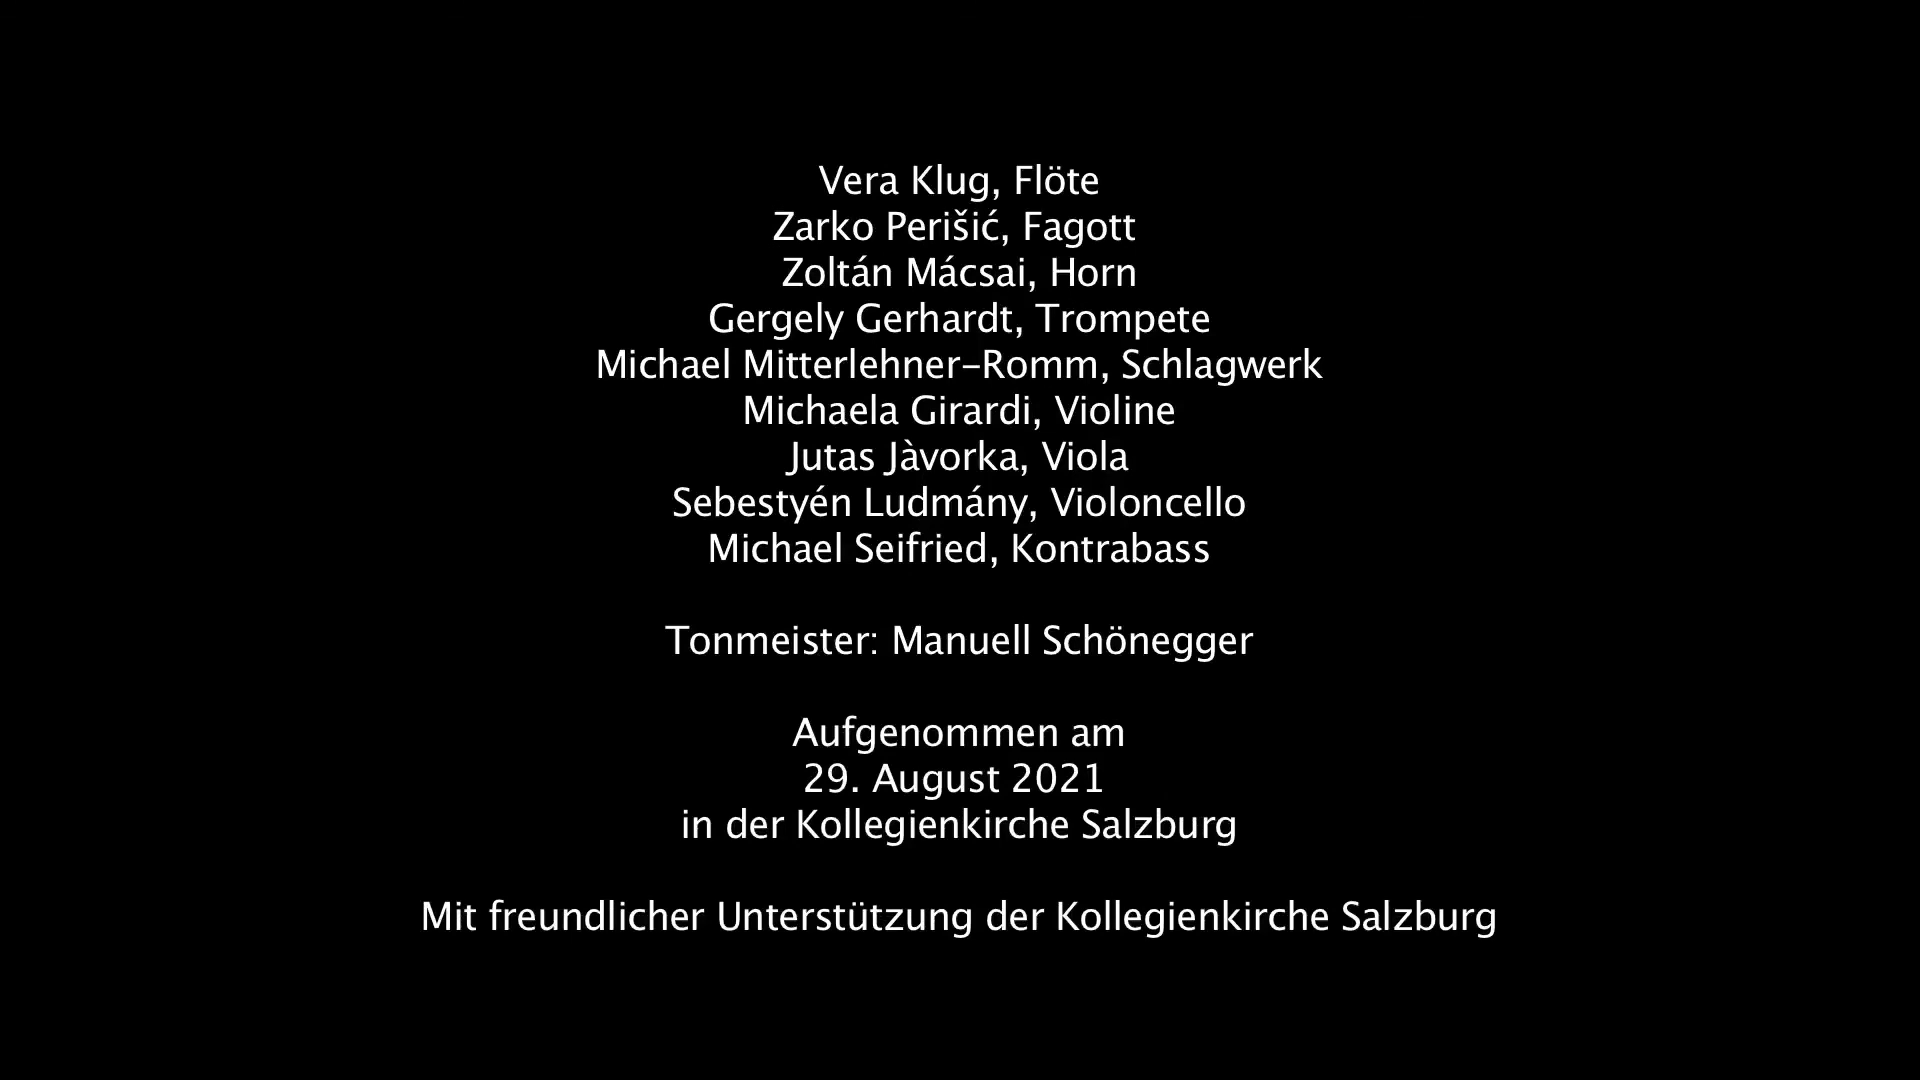 Vera Klug, Flöte
Zarko Perišić, Fagott
Zoltán Mácsai, Horn
Gergely Gerhardt, Trompete
Michael Mitterlehner-Romm, Schlagwerk
Michaela Girardi, Violine
Jutas Jàvorka, Viola
Sebestyén Ludmány, Violoncello
Michael Seifried, Kontrabass
Tonmeister: Manuell Schönegger
Aufgenommen am
29. August 2021
in der Kollegienkirche Salzburg
Mit freundlicher Unterstützung der Kollegienkirche Salzburg